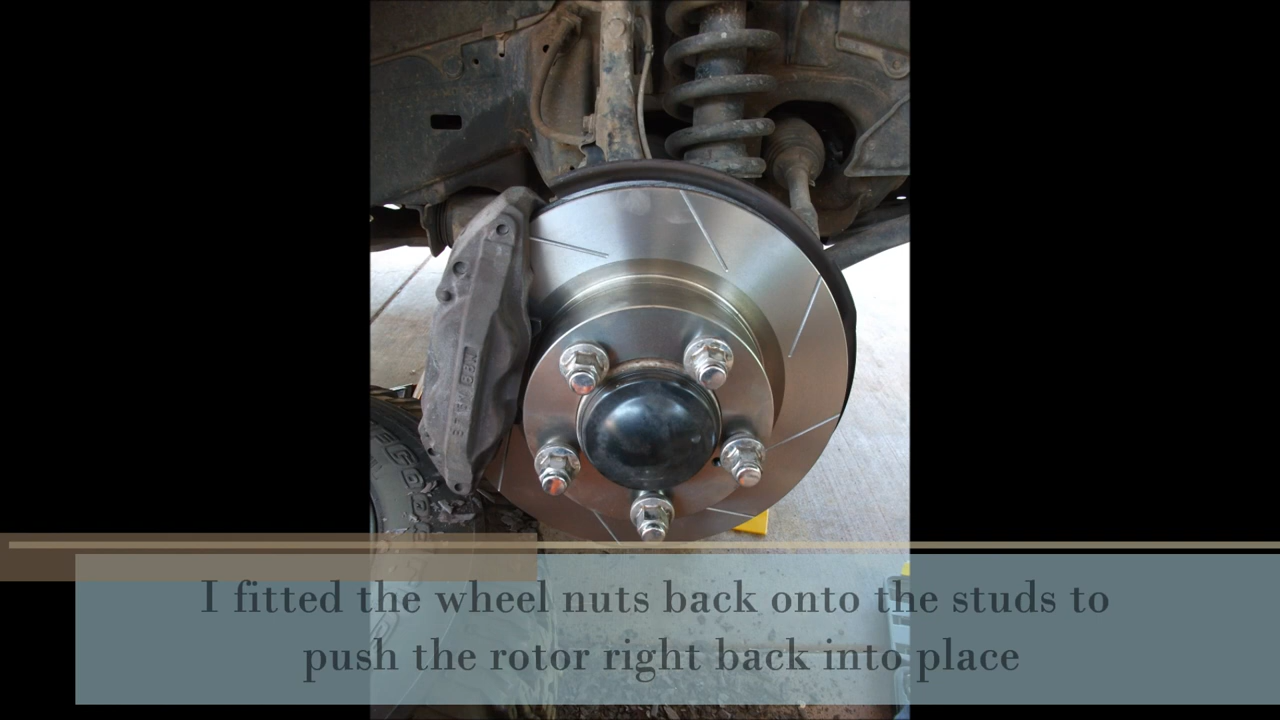 I fitted the wheel nuts back onto the studs to
push the rotor right back into place